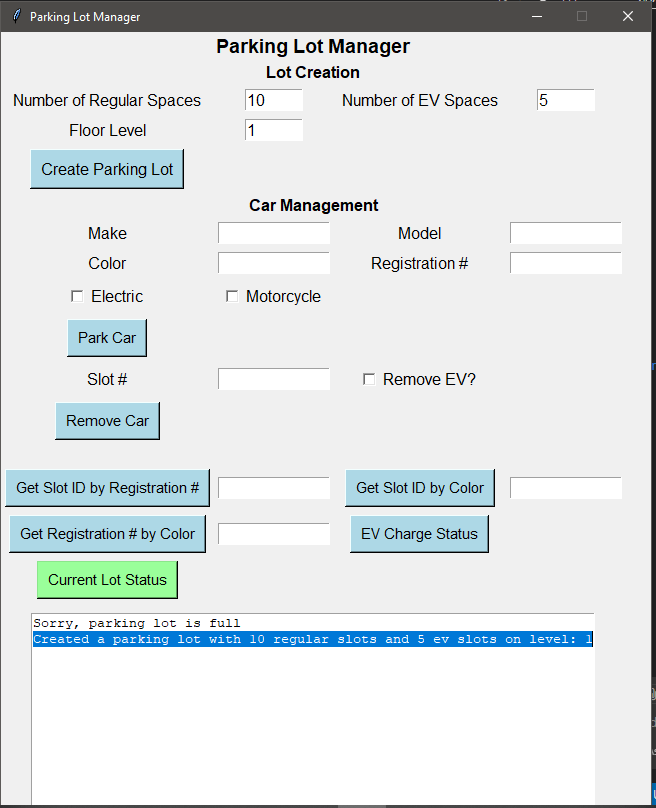 Parking Lot Manager
Parking Lot Manager
Lot Creation
Number of Regular Spaces 10 Number of EV Spaces 5
Floor Level 1
Create Parking Lot
Car Management
Make Model
Color Registration #
Electric Motorcycle
Park Car
Slot # Remove EV?
Remove Car
Get Slot ID by Registration # Get Slot ID by Color
Get Registration # by Color EV Charge Status
Current Lot Status
Sorry, parking lot is full
Created a parking lot with 10 regular slots and 5 ev slots on level: 1